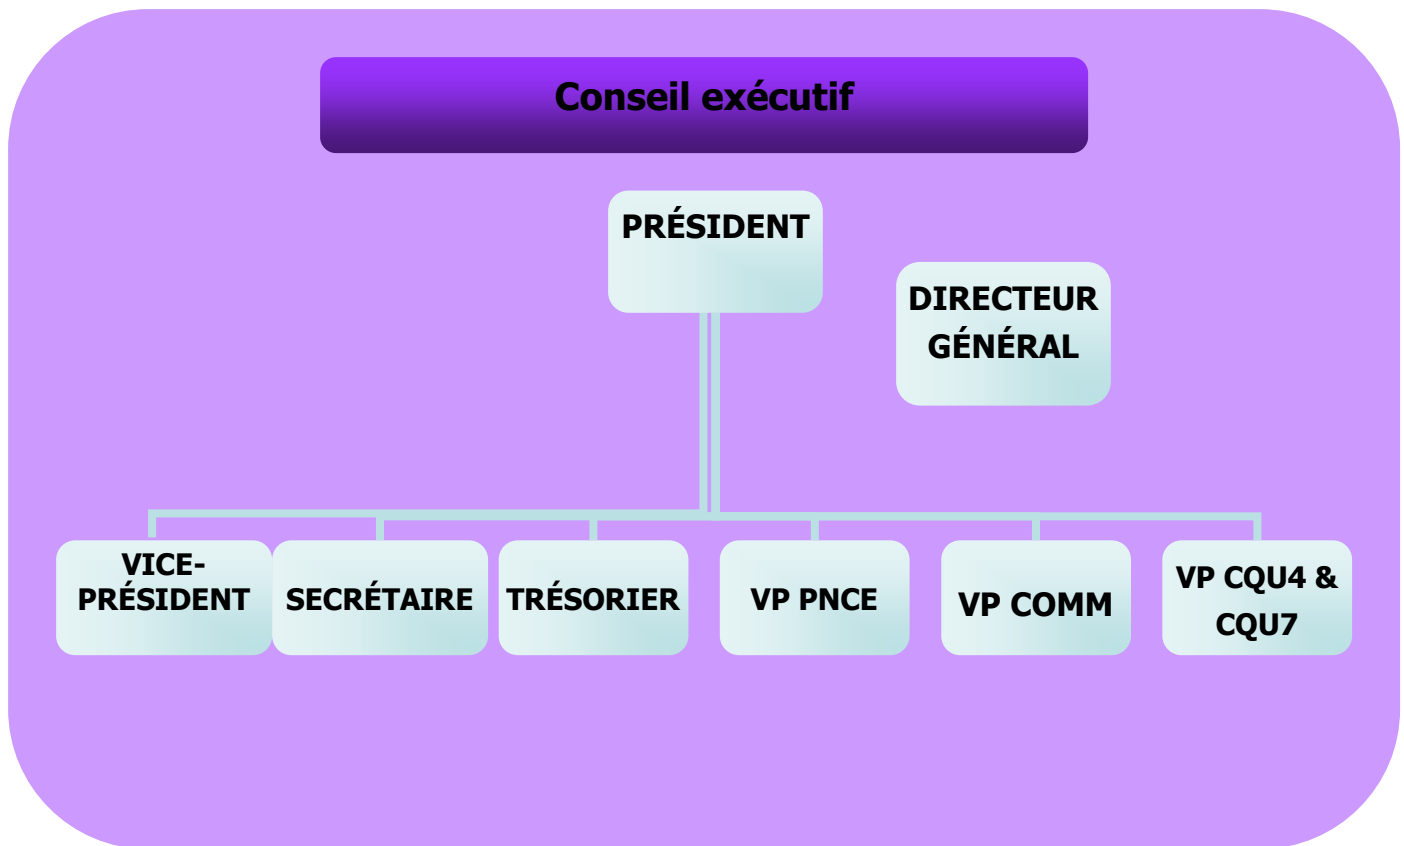 Conseil exécutif
PRÉSIDENT
DIRECTEUR
GÉNÉRAL
VICE-
PRÉSIDENT
SECRÉTAIRE
TRÉSORIER
VP PNCE
VP COMM
VP CQU4 &
CQU7